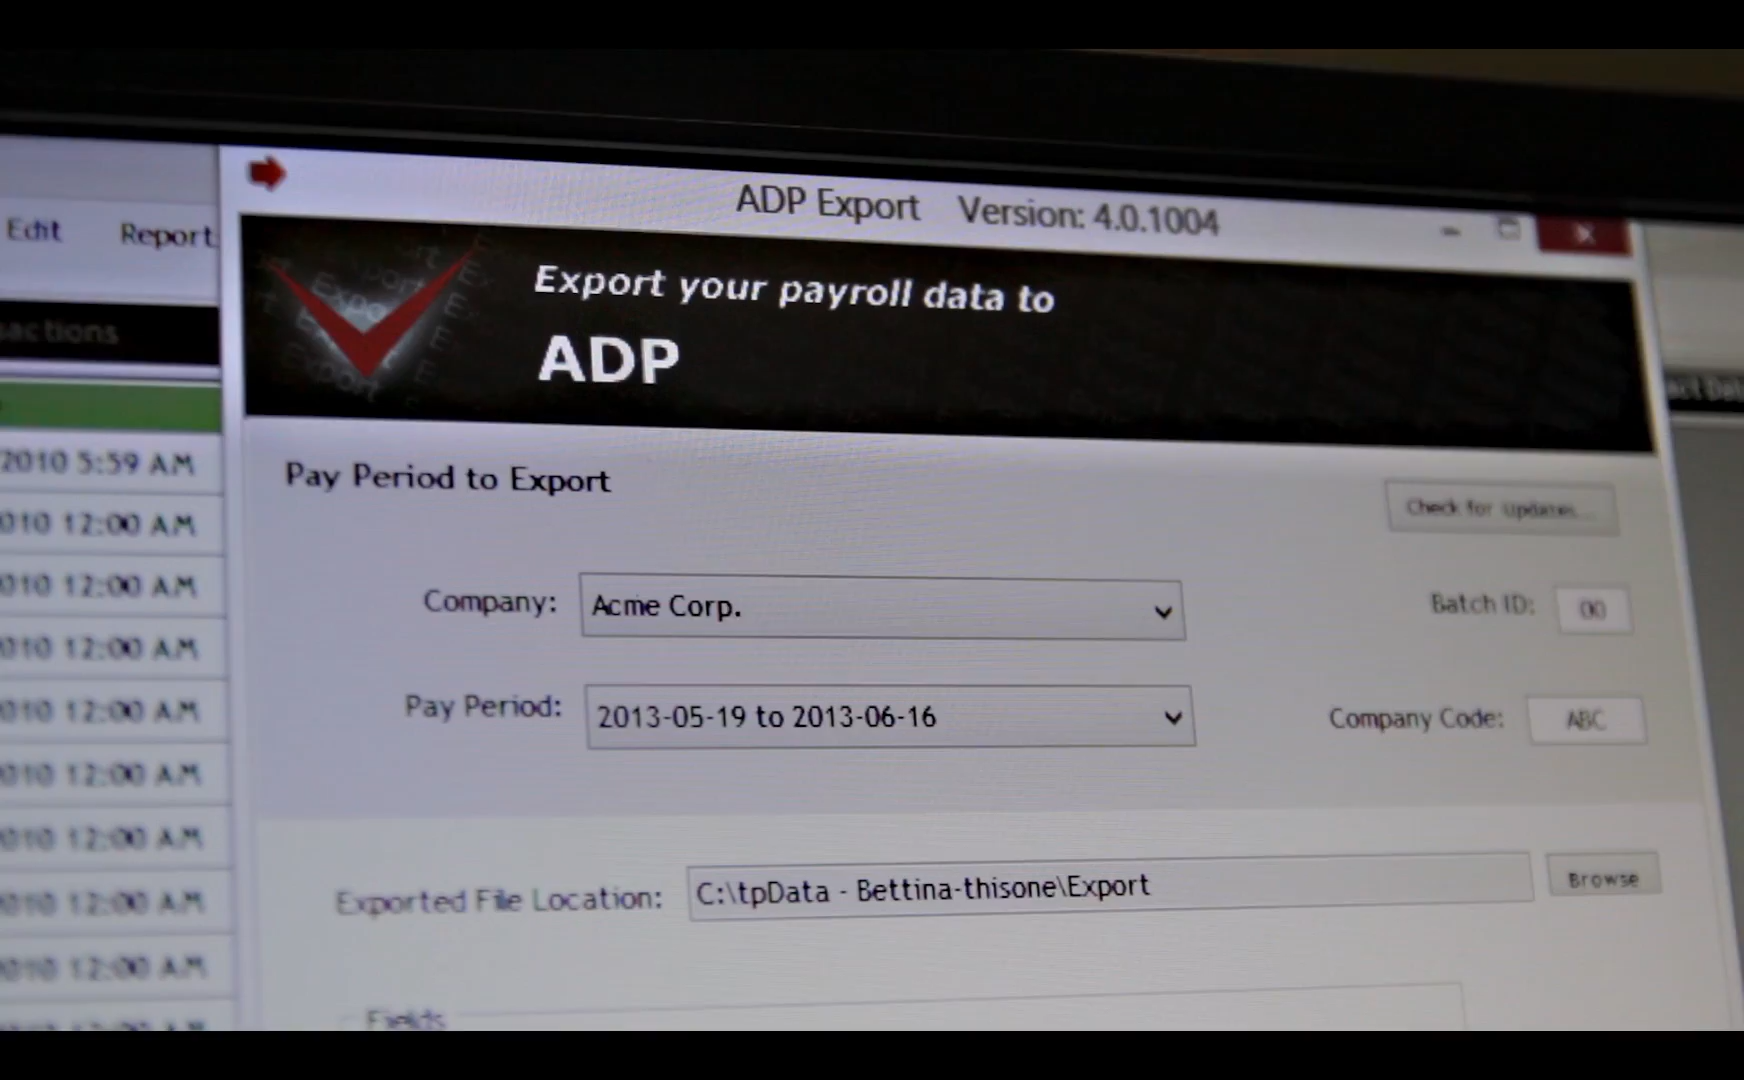 ADP Export Version: 4.0.1004
Edit Report
Export your payroll data to
ADP
2010 5:59 AM
Pay Period to Export
Check for Updates...
010 12:00 AM
010 12:00 AM
Company: Acme Corp.
Batch ID: 00
010 12:00 AM
010 12:00 AM
Pay Period: 2013-05-19 to 2013-06-16
Company Code: ABC
010 12:00 AM
010 12:00 AM
010 12:00 AM
Exported File Location: C:\tpData - Bettina-thisone\Export
Browse
010 12:00 AM
Fields